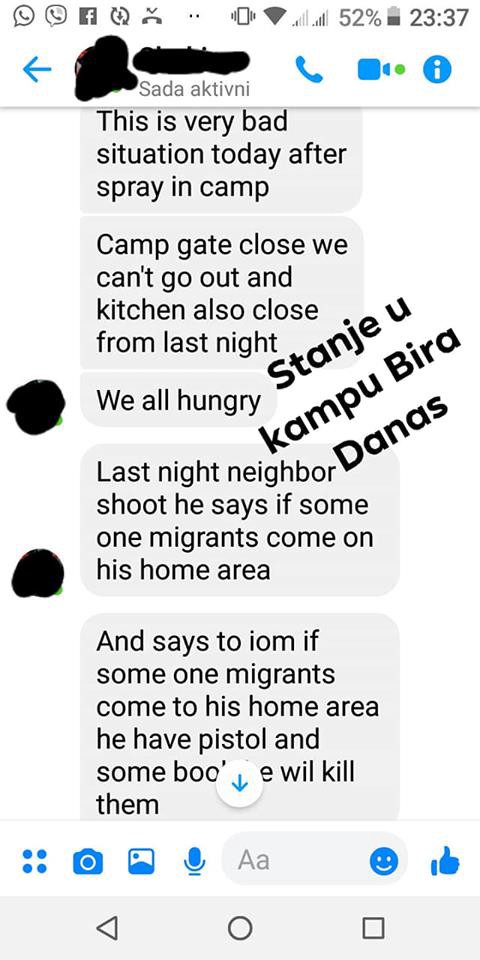 52% 23:37
Sada aktivni
This is very bad
situation today after
spray in camp
Camp gate close we
can't go out and
kitchen also close
from last night
We all hungry
Stanje u
kampu Bira
Danas
Last night neighbor
shoot he says if some
one migrants come on
his home area
And says to iom if
some one migrants
come to his home area
he have pistol and
some wil kill
them
Aa